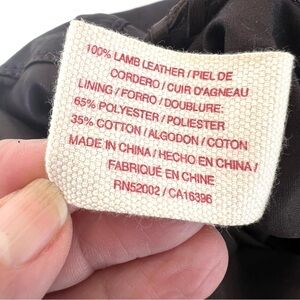 100% LAMB LEATHER / PIEL DE
CORDERO / CUIR D'AGNEAU
LINING / FORRO / DOUBLURE:
65% POLYESTER / POLIESTER
35% COTTON / ALGODON / COTON
MADE IN CHINA / HECHO EN CHINA /
FABRIQUÉ EN CHINE
RN52002 / CA16396